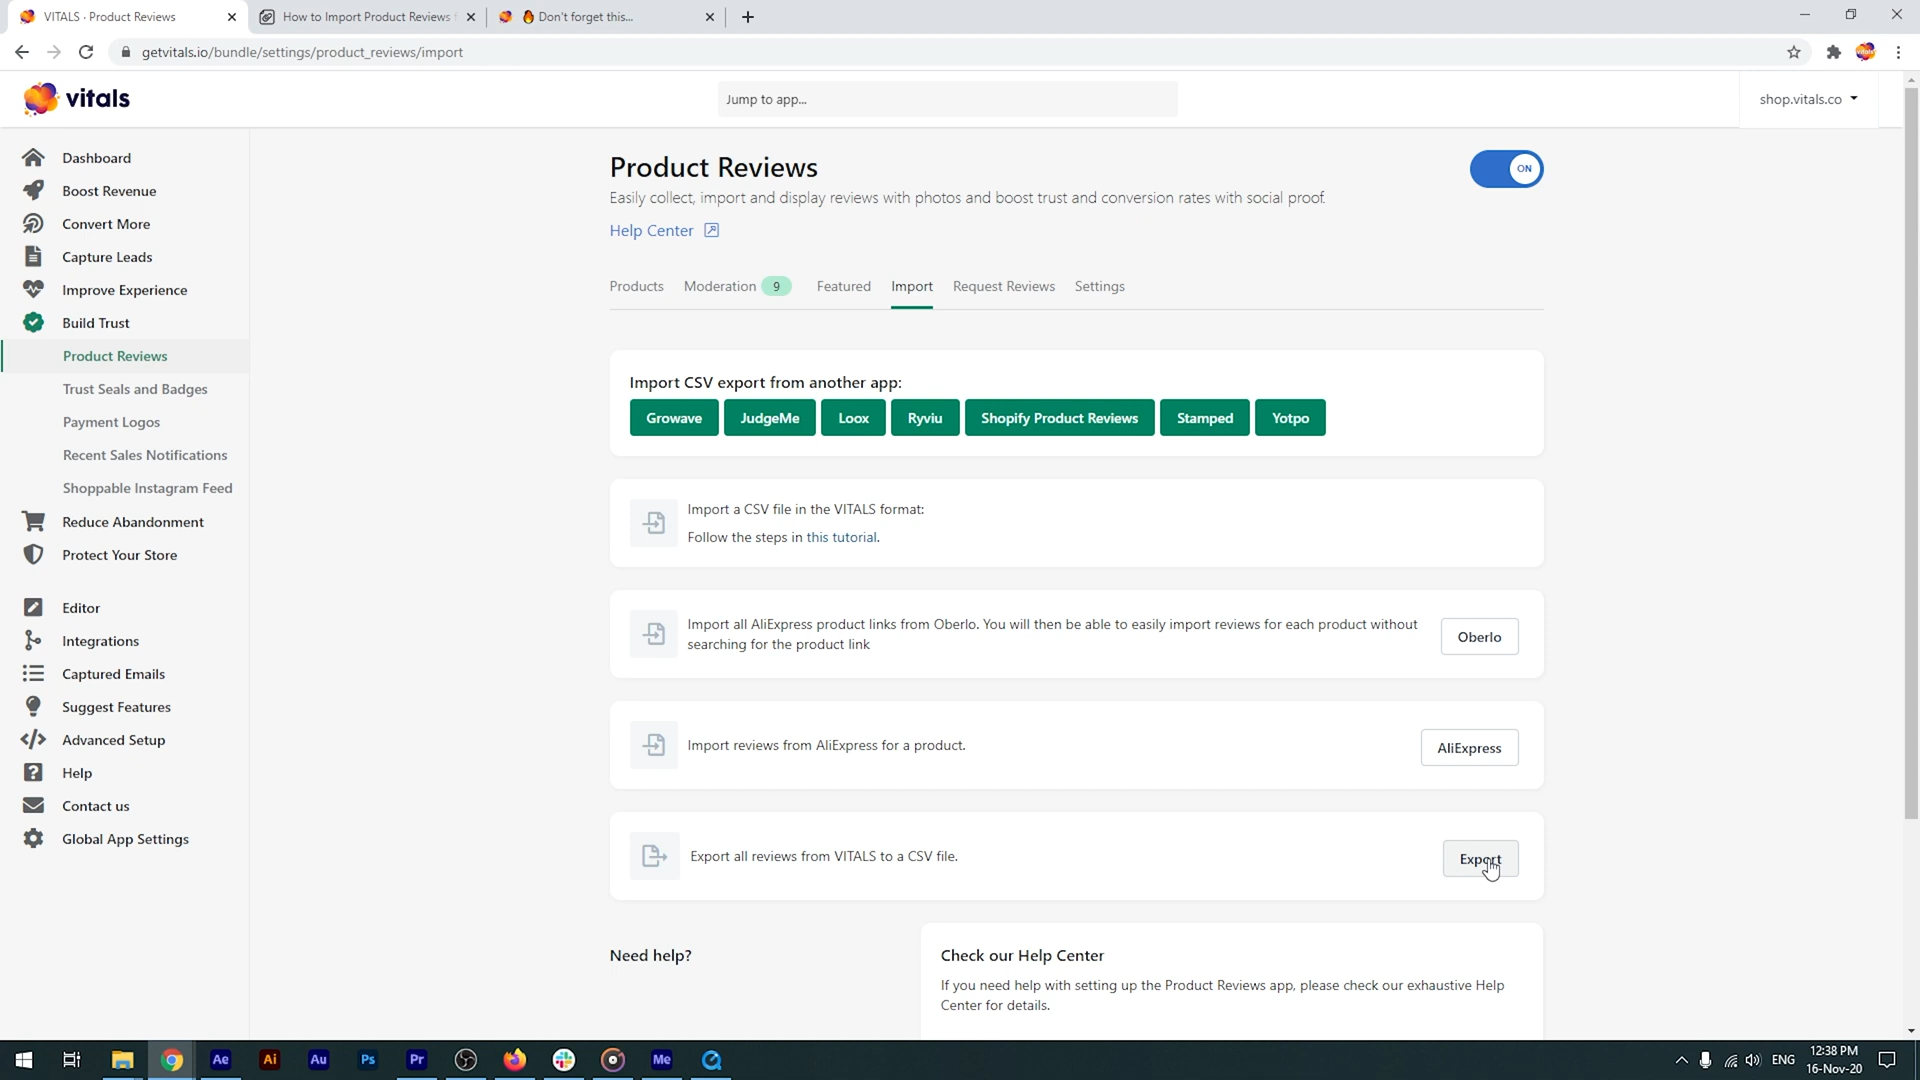 VITALS · Product Reviews
How to Import Product Reviews f
🔥 Don't forget this...
getvitals.io/bundle/settings/product_reviews/import
vitals
Jump to app...
shop.vitals.co
Dashboard
Boost Revenue
Convert More
Capture Leads
Improve Experience
Build Trust
Product Reviews
Trust Seals and Badges
Payment Logos
Recent Sales Notifications
Shoppable Instagram Feed
Reduce Abandonment
Protect Your Store
Editor
Integrations
Captured Emails
Suggest Features
Advanced Setup
Help
Contact us
Global App Settings
Product Reviews
ON
Easily collect, import and display reviews with photos and boost trust and conversion rates with social proof.
Help Center
Products Moderation 9 Featured Import Request Reviews Settings
Import CSV export from another app:
Growave JudgeMe Loox Ryviu Shopify Product Reviews Stamped Yotpo
Import a CSV file in the VITALS format:
Follow the steps in this tutorial.
Import all AliExpress product links from Oberlo. You will then be able to easily import reviews for each product without
searching for the product link
Oberlo
Import reviews from AliExpress for a product.
AliExpress
Export all reviews from VITALS to a CSV file.
Export
Need help?
Check our Help Center
If you need help with setting up the Product Reviews app, please check our exhaustive Help
Center for details.
Ae Ai Au Ps Pr Me
ENG
12:38 PM
16-Nov-20